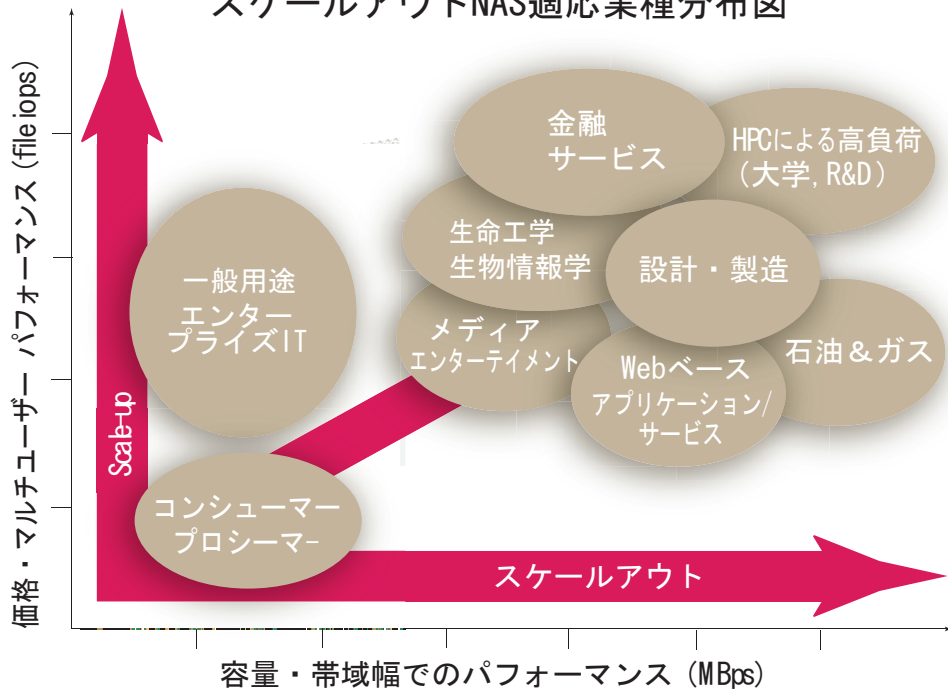 スケールアウトNAS適応業種分布図
価格・マルチユーザー パフォーマンス (file iops)
Scale-up
金融
サービス
HPCによる高負荷
(大学, R&D)
生命工学
生物情報学
設計・製造
一般用途
エンター
プライズIT
メディア
エンターテイメント
Webベース
アプリケーション/
サービス
石油＆ガス
コンシューマー
プロシーマ-
スケールアウト
容量・帯域幅でのパフォーマンス (MBps)